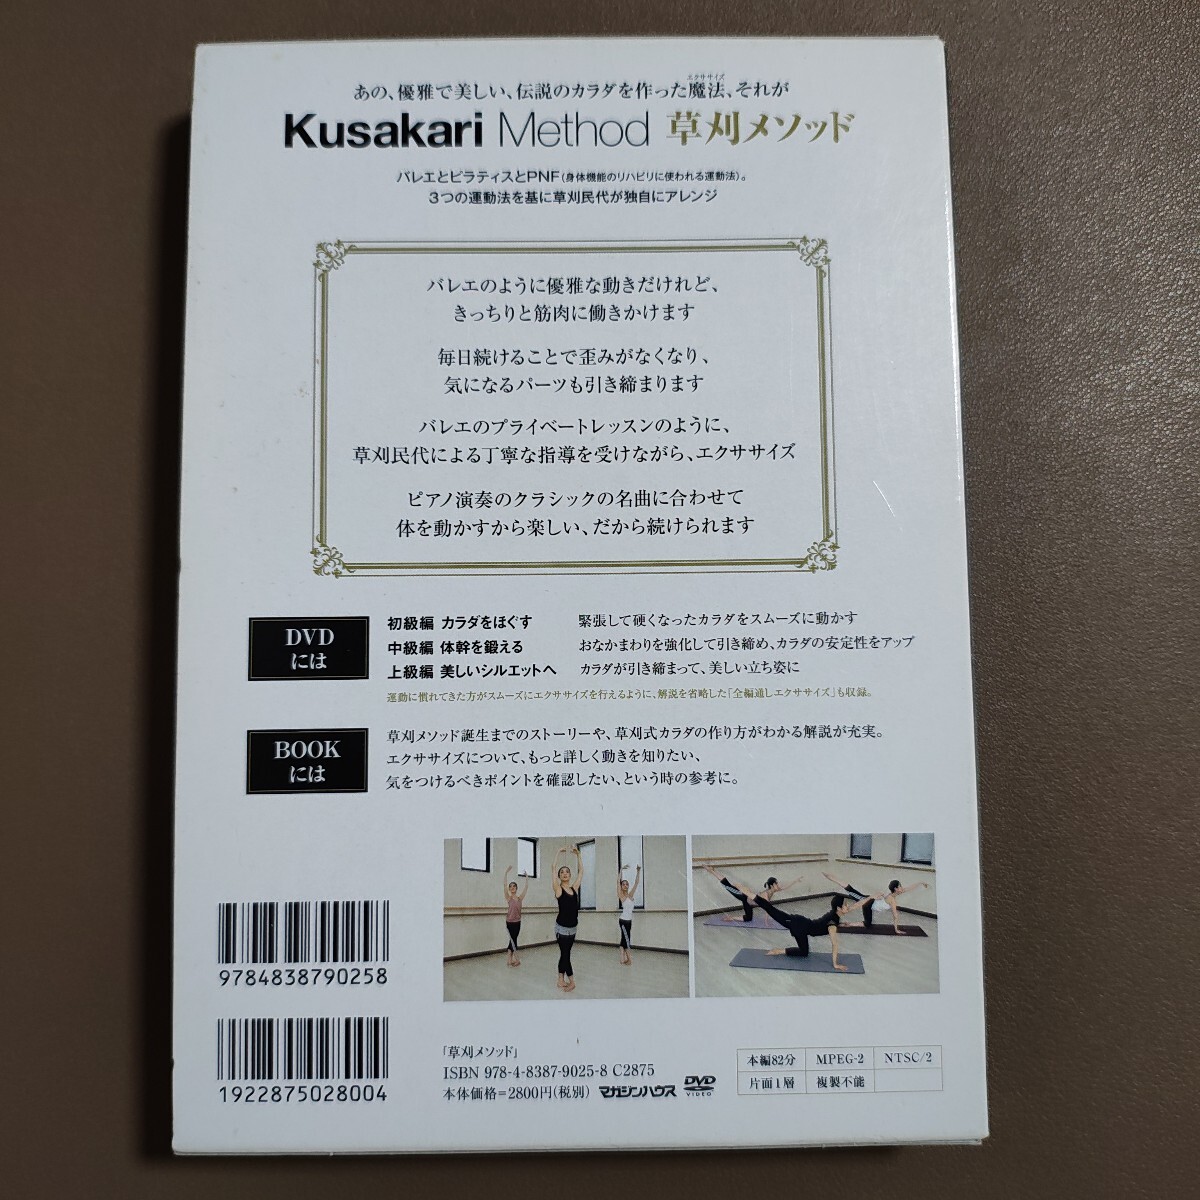 エクササイズ
あの、優雅で美しい、伝説のカラダを作った魔法、それが
Kusakari Method 草刈メソッド
バレエとピラティスとPNF(身体機能のリハビリに使われる運動法)。
3つの運動法を基に草刈民代が独自にアレンジ
バレエのように優雅な動きだけれど、
きっちりと筋肉に働きかけます
毎日続けることで歪みがなくなり、
気になるパーツも引き締まります
バレエのプライベートレッスンのように、
草刈民代による丁寧な指導を受けながら、エクササイズ
ピアノ演奏のクラシックの名曲に合わせて
体を動かすから楽しい、だから続けられます
DVD
には
初級編 カラダをほぐす 緊張して硬くなったカラダをスムーズに動かす
中級編 体幹を鍛える おなかまわりを強化して引き締め、カラダの安定性をアップ
上級編 美しいシルエットへ カラダが引き締まって、美しい立ち姿に
運動に慣れてきた方がスムーズにエクササイズを行えるように、解説を省略した「全編通しエクササイズ」も収録。
BOOK
には
草刈メソッド誕生までのストーリーや、草刈式カラダの作り方がわかる解説が充実。
エクササイズについて、もっと詳しく動きを知りたい、
気をつけるべきポイントを確認したい、という時の参考に。
9784838790258
1922875028004
「草刈メソッド」
ISBN 978-4-8387-9025-8 C2875
本体価格=2800円(税別) マガジンハウス DVD VIDEO
本編82分 MPEG-2 NTSC/2
片面1層 複製不能